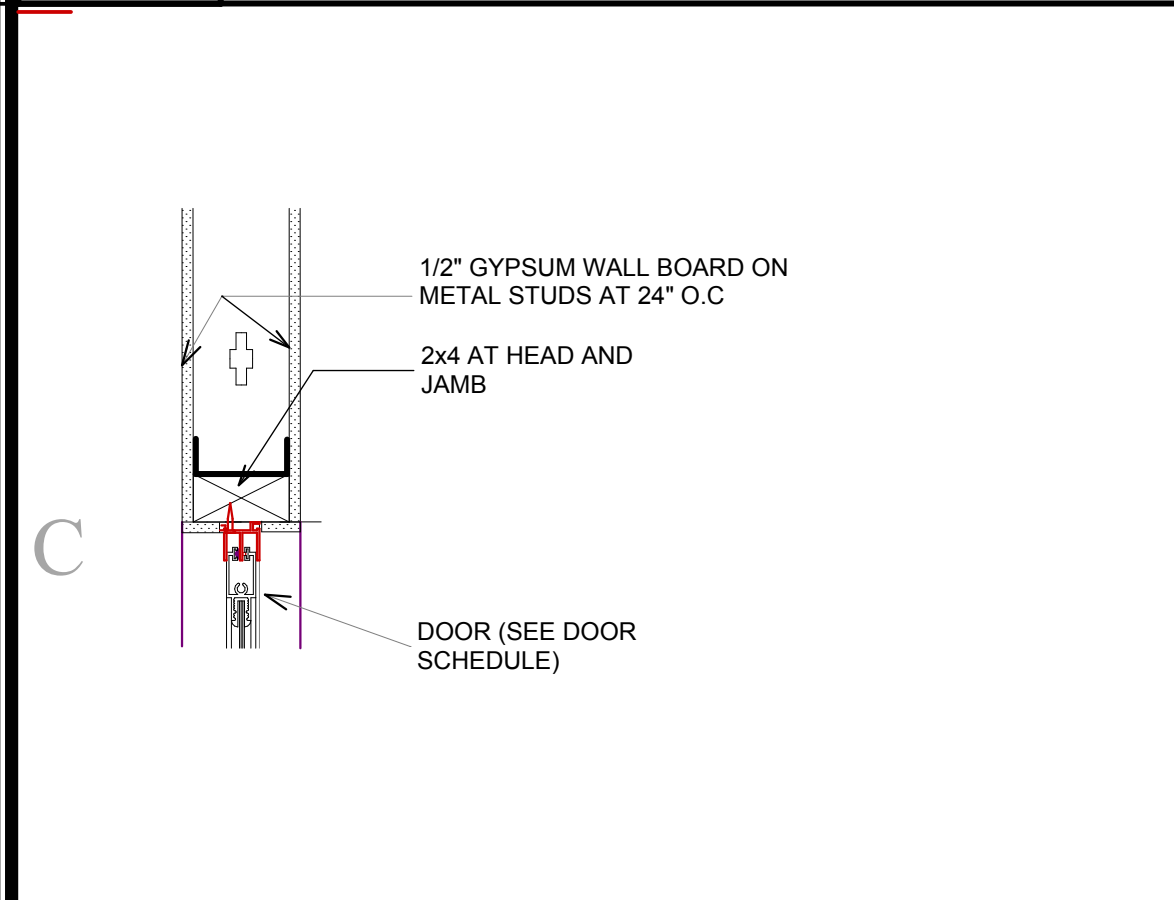 1/2" GYPSUM WALL BOARD ON
METAL STUDS AT 24" O.C
2x4 AT HEAD AND
JAMB
C
DOOR (SEE DOOR
SCHEDULE)